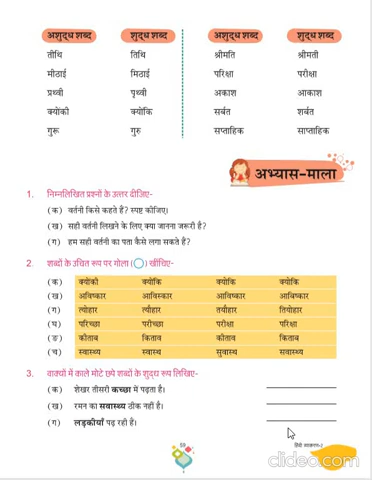 अशुद्ध शब्द शुद्ध शब्द अशुद्ध शब्द शुद्ध शब्द
तीथि तिथि श्रीमति श्रीमती
मीठाई मिठाई परिक्षा परीक्षा
प्रथ्वी पृथ्वी अकाश आकाश
क्योंकी क्योंकि सर्बत शर्बत
गुरू गुरु सप्ताहिक साप्ताहिक
अभ्यास-माला
1. निम्नलिखित प्रश्नों के उत्तर दीजिए-
(क) वर्तनी किसे कहते हैं? स्पष्ट कीजिए।
(ख) सही वर्तनी लिखने के लिए क्या जानना जरूरी है?
(ग) हम सही वर्तनी का पता कैसे लगा सकते हैं?
2. शब्दों के उचित रूप पर गोला (○) खींचिए-
(क) क्योंकी क्योकि क्योंकि क्योंकि
(ख) अविष्कार आविस्कार आविष्कार आबिष्कार
(ग) त्योहार त्यौहार तयौहार तियोहार
(घ) परिच्छा परीच्छा परीक्षा परिक्षा
(ङ) कीताब किताब कीताव किताब
(च) स्वास्थ्य स्वास्थ सुवास्थ्य सवास्थ्य
3. वाक्यों में काले मोटे छपे शब्दों के शुद्ध रूप लिखिए-
(क) शेखर तीसरी कच्छा में पढ़ता है।
(ख) रमन का सवास्थ्य ठीक नहीं है।
(ग) लड़कीयाँ पढ़ रही हैं।
59
हिंदी व्याकरण-2
clideo.com